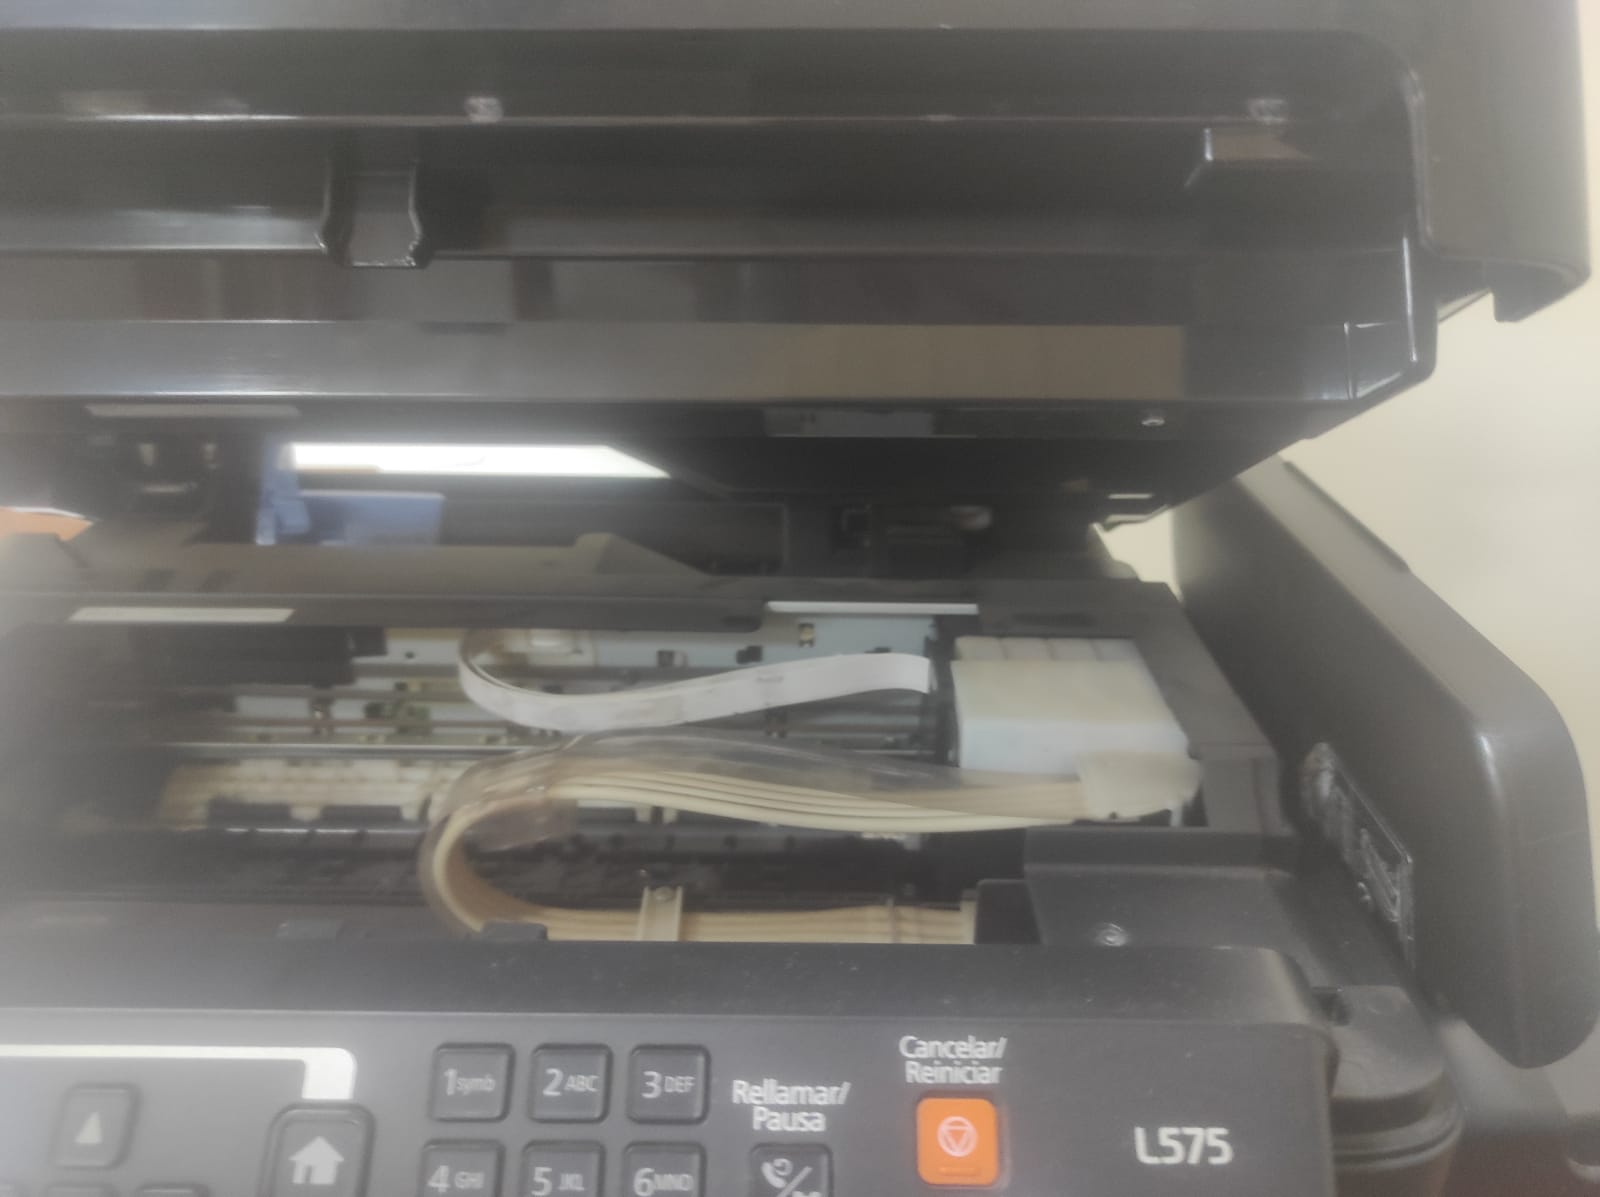 Cancelar/
Reiniciar
1symb
2ABC
3DEF
Rellamar/
Pausa
L575
4GHI
5JKL
6MNO